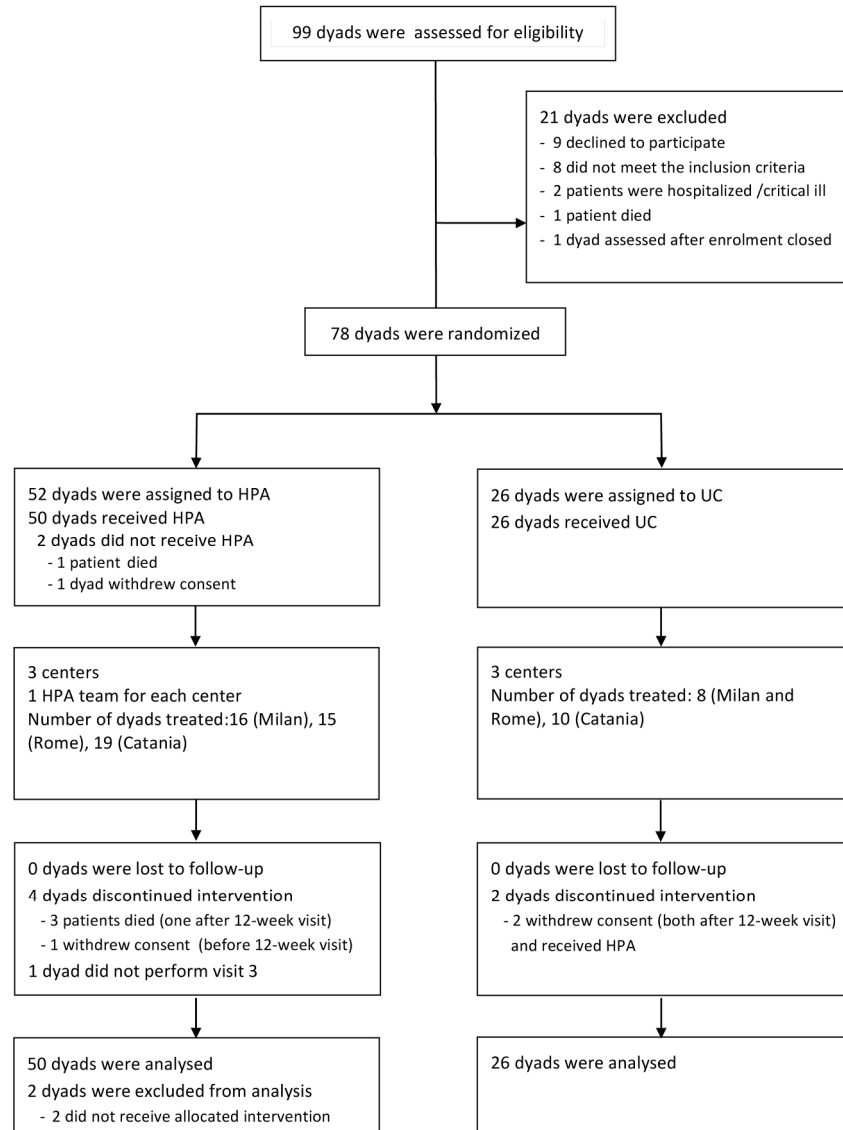 99 dyads were assessed for eligibility
21 dyads were excluded
- 9 declined to participate
- 8 did not meet the inclusion criteria
- 2 patients were hospitalized /critical ill
- 1 patient died
- 1 dyad assessed after enrolment closed
78 dyads were randomized
52 dyads were assigned to HPA
50 dyads received HPA
2 dyads did not receive HPA
- 1 patient died
- 1 dyad withdrew consent
26 dyads were assigned to UC
26 dyads received UC
3 centers
1 HPA team for each center
Number of dyads treated:16 (Milan), 15
(Rome), 19 (Catania)
3 centers
Number of dyads treated: 8 (Milan and
Rome), 10 (Catania)
0 dyads were lost to follow-up
4 dyads discontinued intervention
- 3 patients died (one after 12-week visit)
- 1 withdrew consent (before 12-week visit)
1 dyad did not perform visit 3
0 dyads were lost to follow-up
2 dyads discontinued intervention
- 2 withdrew consent (both after 12-week visit)
and received HPA
50 dyads were analysed
2 dyads were excluded from analysis
- 2 did not receive allocated intervention
26 dyads were analysed